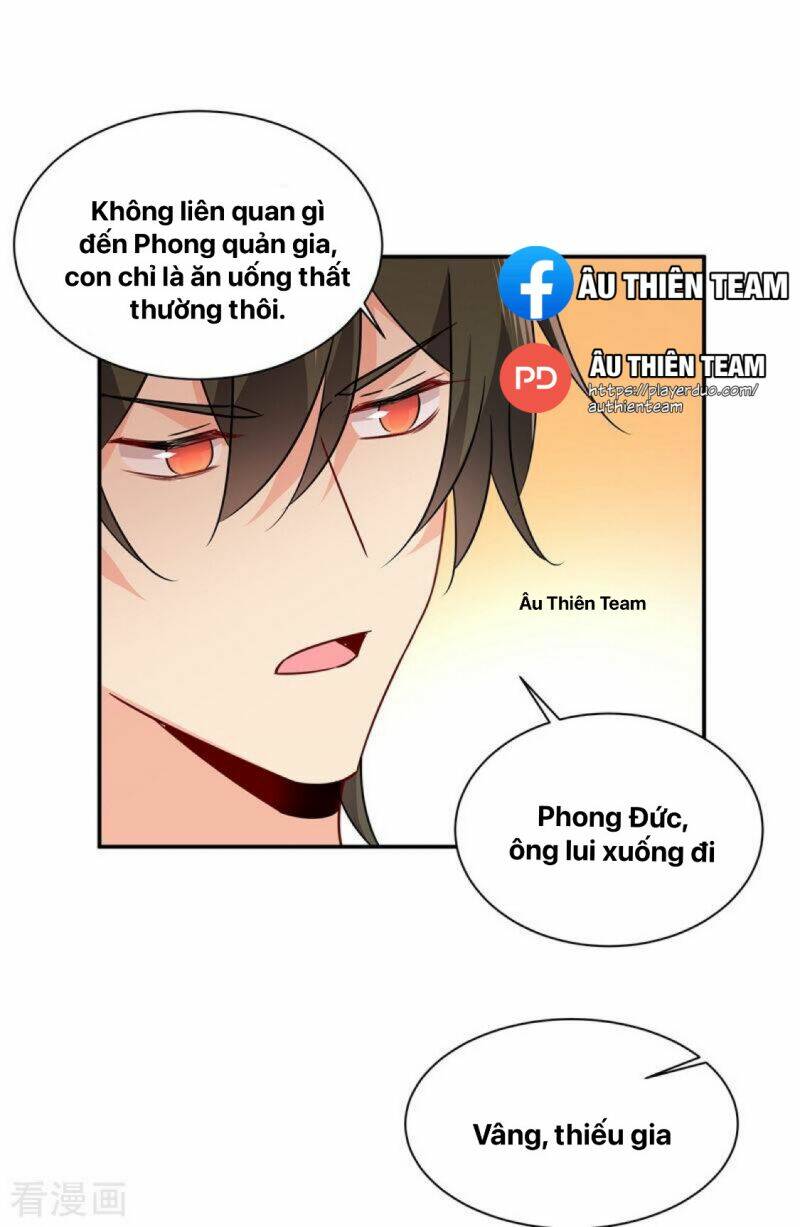 Không liên quan gì
đến Phong quản gia,
con chỉ là ăn uống thất
thường thôi.
f ÂU THIÊN TEAM
PD ÂU THIÊN TEAM
https://playerduo.com/
authienteam
Âu Thiên Team
Phong Đức,
ông lui xuống đi
Vâng, thiếu gia
看漫画